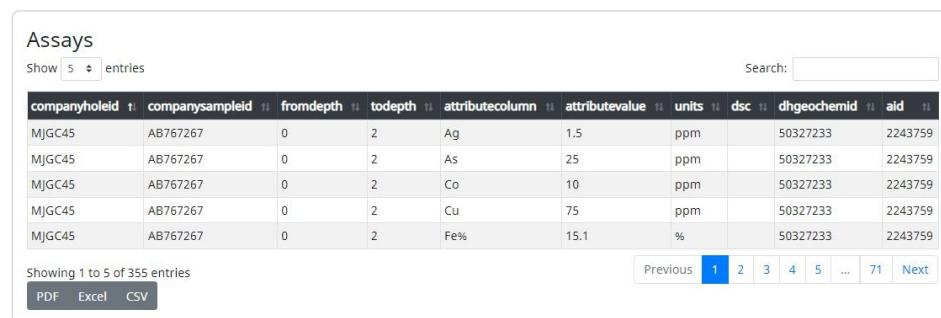 Assays
Show 5 entries
Search:
companyholeid companysampleid fromdepth todepth attributecolumn attributevalue units dsc dhgeochemid aid
MJGC45 AB767267 0 2 Ag 1.5 ppm 50327233 2243759
MJGC45 AB767267 0 2 As 25 ppm 50327233 2243759
MJGC45 AB767267 0 2 Co 10 ppm 50327233 2243759
MJGC45 AB767267 0 2 Cu 75 ppm 50327233 2243759
MJGC45 AB767267 0 2 Fe% 15.1 % 50327233 2243759
Showing 1 to 5 of 355 entries
Previous 1 2 3 4 5 ... 71 Next
PDF Excel CSV